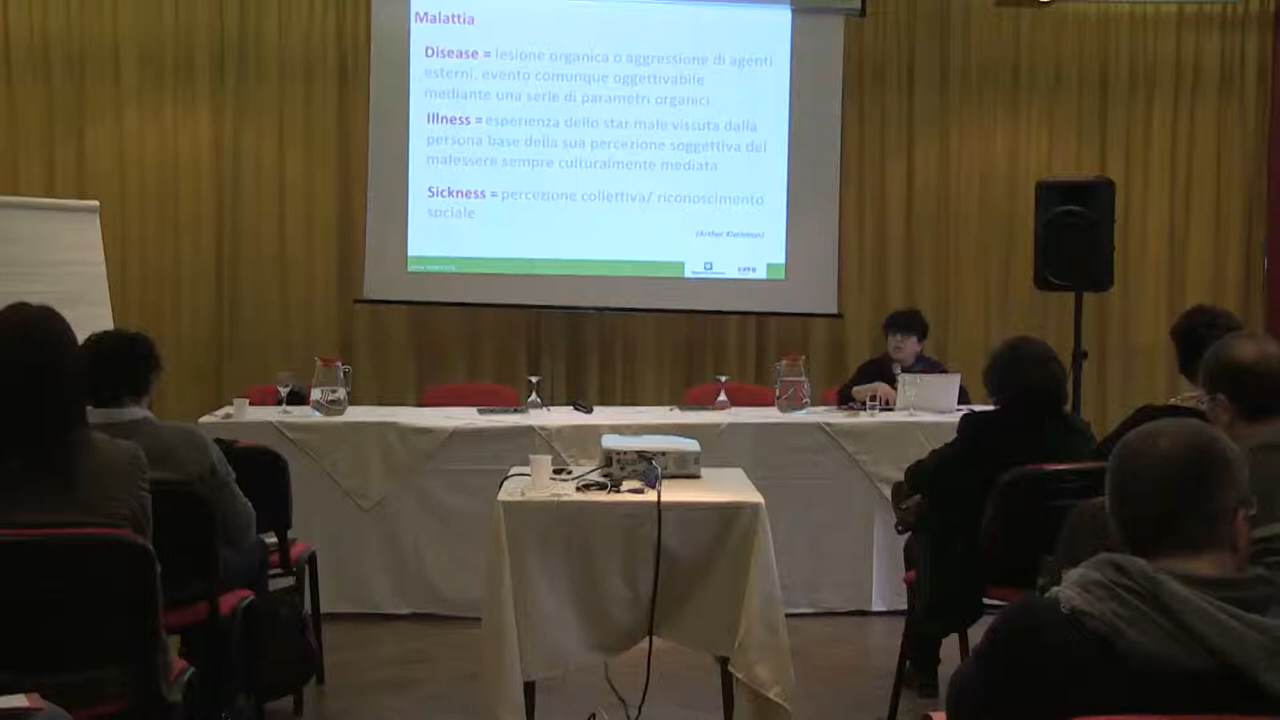 Malattia
Disease = lesione organica o aggressione di agenti
esterni, evento comunque oggettivabile
mediante una serie di parametri organici
Illness = esperienza dello star male vissuta dalla
persona base della sua percezione soggettiva del
malessere sempre culturalmente mediata
Sickness = percezione collettiva/ riconoscimento
sociale
(Arthur Kleinman)